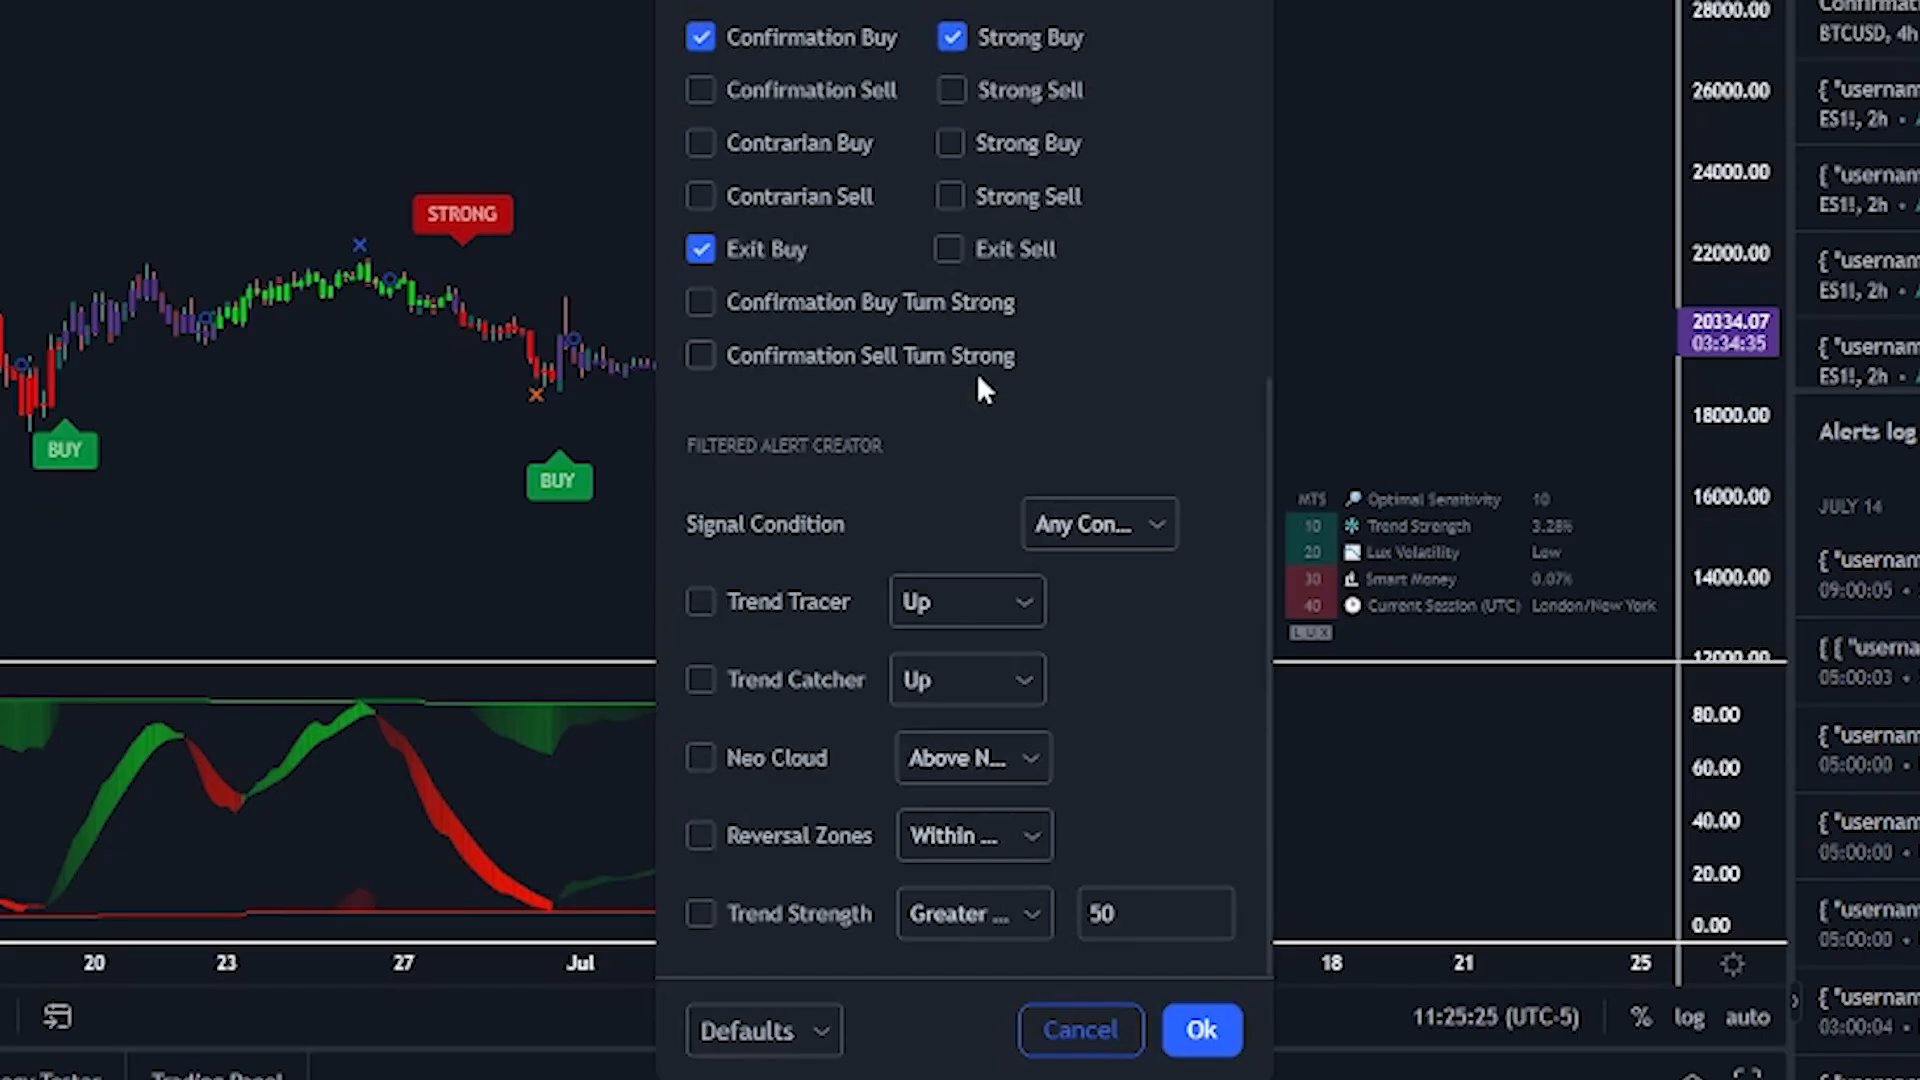 Confirmation Buy Strong Buy
Confirmation Sell Strong Sell
Contrarian Buy Strong Buy
Contrarian Sell Strong Sell
Exit Buy Exit Sell
Confirmation Buy Turn Strong
Confirmation Sell Turn Strong
FILTERED ALERT CREATOR
Signal Condition Any Con...
Trend Tracer Up
Trend Catcher Up
Neo Cloud Above N...
Reversal Zones Within ...
Trend Strength Greater ... 50
Defaults Cancel Ok
STRONG
BUY
BUY
20 23 27 Jul
MTS Optimal Sensitivity 10
10 Trend Strength 3.28%
20 Lux Volatility Low
30 Smart Money 0.07%
40 Current Session (UTC) London/New York
LUX
28000.00
26000.00
24000.00
22000.00
20334.07
03:34:35
18000.00
16000.00
14000.00
12000.00
80.00
60.00
40.00
20.00
0.00
18 21 25
11:25:25 (UTC-5) % log auto
BTCUSD, 4h
{ "usernam
ES1!, 2h •
{ "usernam
ES1!, 2h •
{ "usernam
ES1!, 2h •
{ "usernam
ES1!, 2h •
Alerts log
JULY 14
{ "usernam
09:00:05 •
{ [ "userna
05:00:03 •
{ "usernam
05:00:00 •
{ "usernam
05:00:00 •
{ "usernam
05:00:00 •
{ "usernam
03:00:04 •
Trading Panel